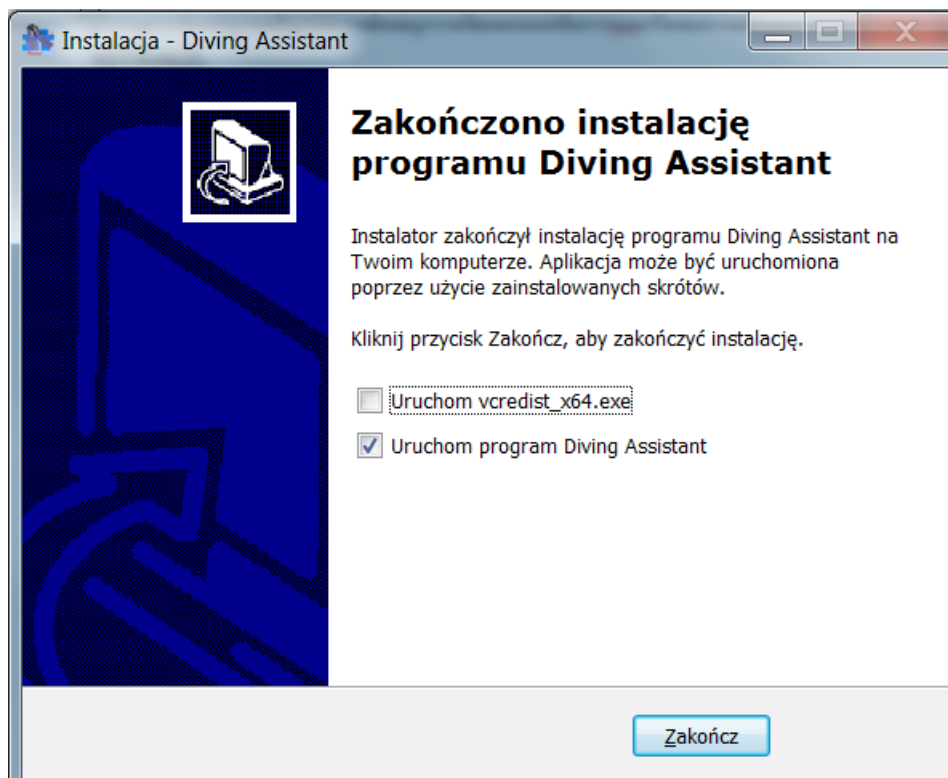 Instalacja - Diving Assistant
Zakończono instalację
programu Diving Assistant
Instalator zakończył instalację programu Diving Assistant na
Twoim komputerze. Aplikacja może być uruchomiona
poprzez użycie zainstalowanych skrótów.
Kliknij przycisk Zakończ, aby zakończyć instalację.
Uruchom vcredist_x64.exe
Uruchom program Diving Assistant
Zakończ